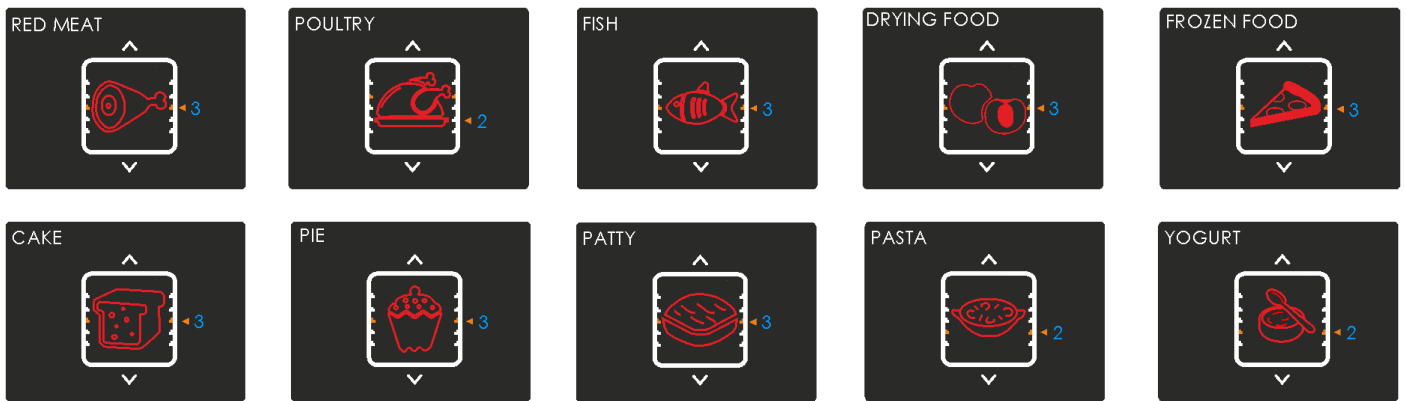 RED MEAT
3
POULTRY
2
FISH
3
DRYING FOOD
3
FROZEN FOOD
3
CAKE
3
PIE
3
PATTY
3
PASTA
2
YOGURT
2